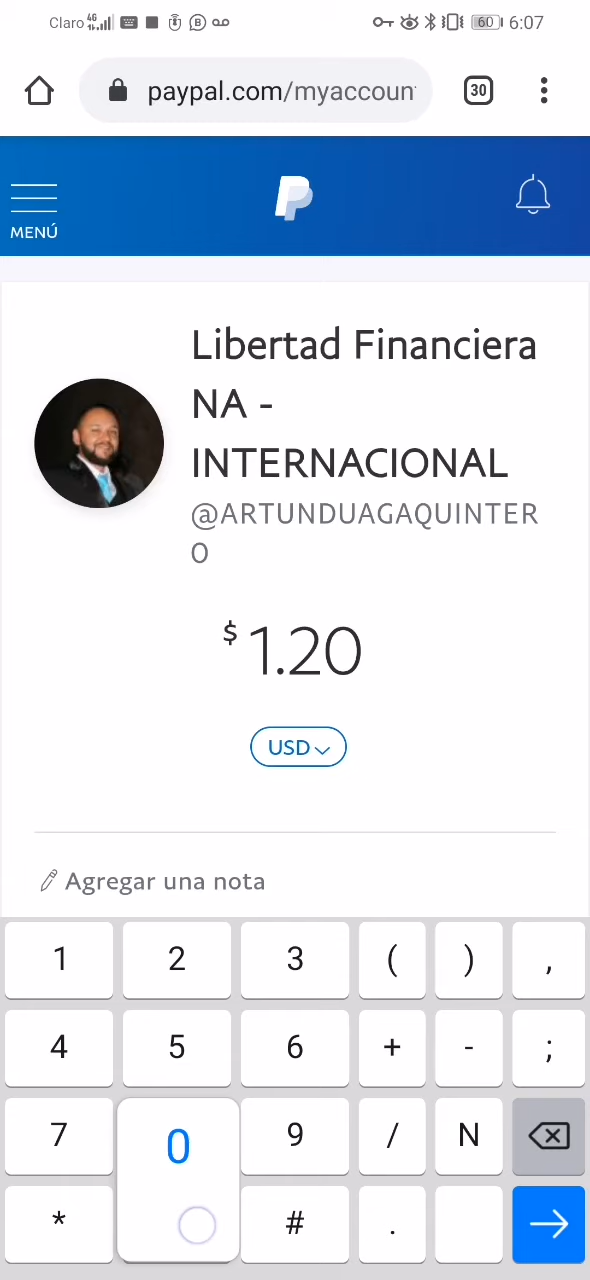 Claro 4G 60 6:07
paypal.com/myaccoun
30
MENÚ
Libertad Financiera
NA -
INTERNACIONAL
@ARTUNDUAGAQUINTER
O
$ 1.20
USD
Agregar una nota
1 2 3 ( ) ,
4 5 6 + - ;
7 0 9 / N
* # .